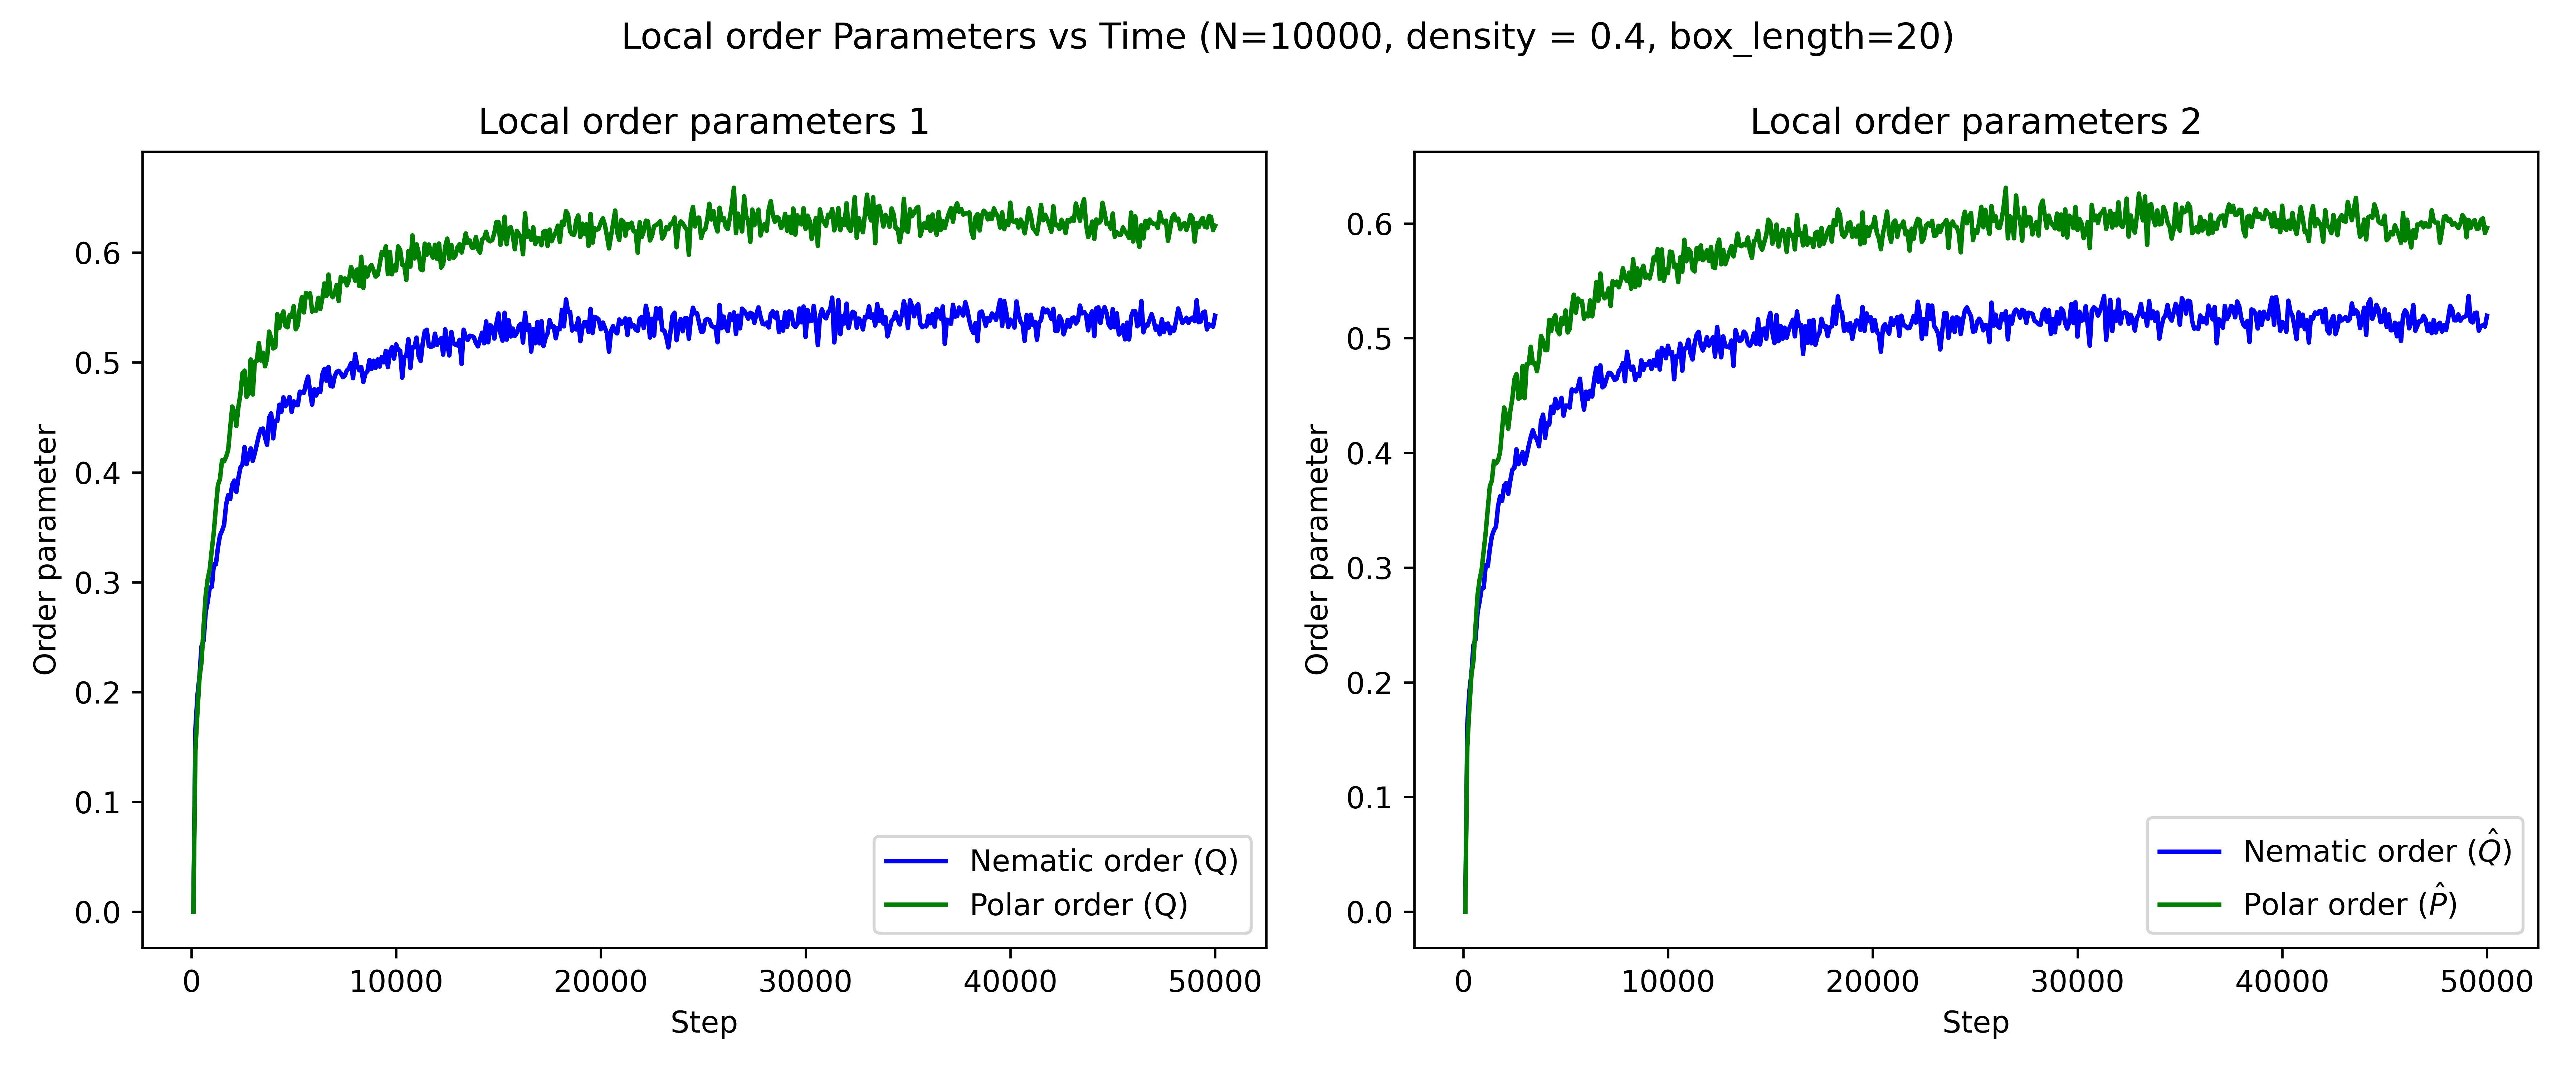 Local order Parameters vs Time (N=10000, density = 0.4, box_length=20)
Local order parameters 1
Order parameter
0.6
0.5
0.4
0.3
0.2
0.1
0.0
Nematic order (Q)
Polar order (Q)
0 10000 20000 30000 40000 50000
Step
Local order parameters 2
Order parameter
0.6
0.5
0.4
0.3
0.2
0.1
0.0
Nematic order (Q̂)
Polar order (P̂)
0 10000 20000 30000 40000 50000
Step